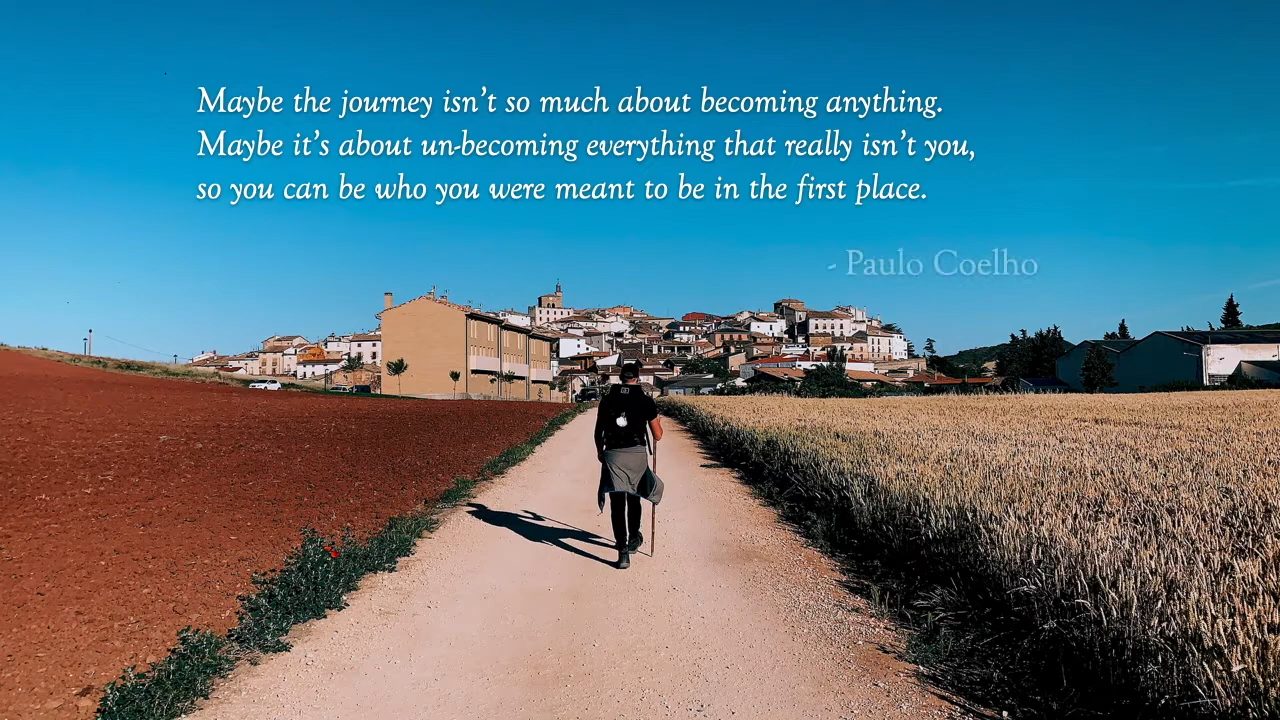 Maybe the journey isn’t so much about becoming anything.
Maybe it’s about un-becoming everything that really isn’t you,
so you can be who you were meant to be in the first place.
- Paulo Coelho